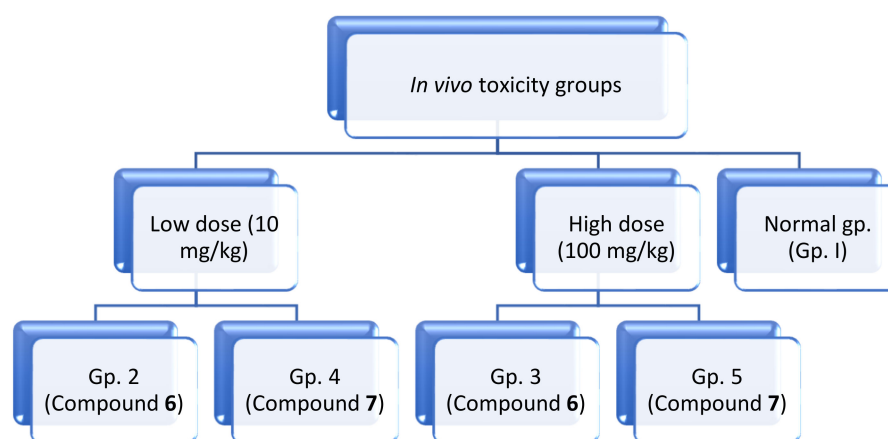 In vivo toxicity groups
Low dose (10
mg/kg)
High dose
(100 mg/kg)
Normal gp.
(Gp. I)
Gp. 2
(Compound 6)
Gp. 4
(Compound 7)
Gp. 3
(Compound 6)
Gp. 5
(Compound 7)